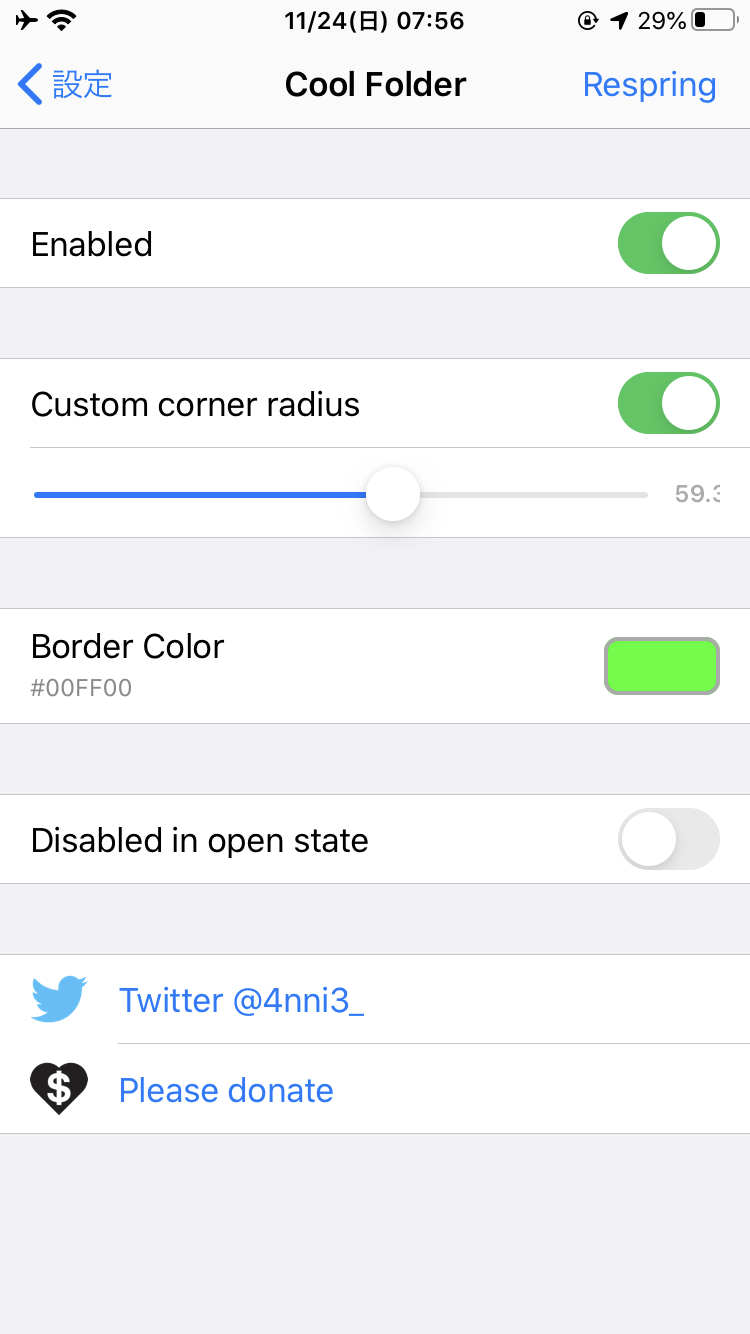 11/24(日) 07:56
29%
設定
Cool Folder
Respring
Enabled
Custom corner radius
59.3
Border Color
#00FF00
Disabled in open state
Twitter @4nni3_
$
Please donate